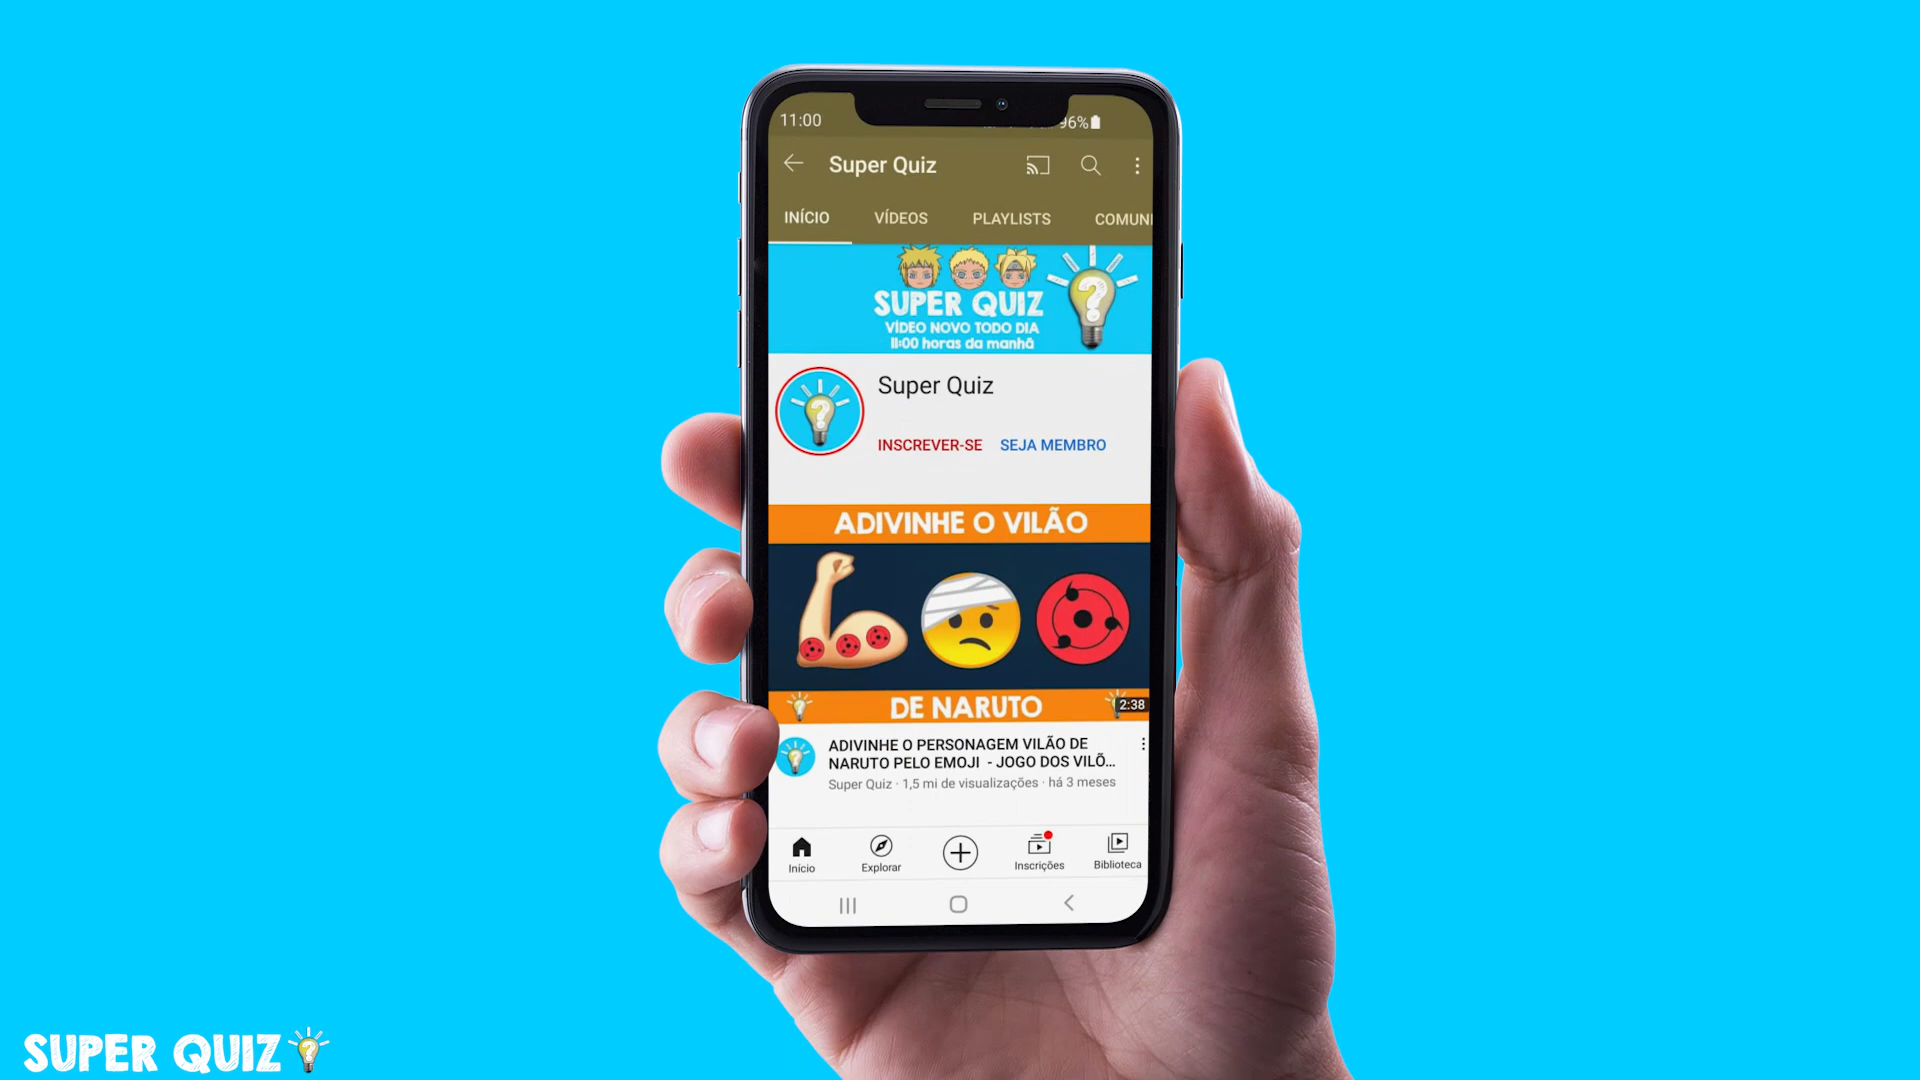 11:00
96%
Super Quiz
INÍCIO VÍDEOS PLAYLISTS COMUNI
SUPER QUIZ
VÍDEO NOVO TODO DIA
11:00 horas da manhã
Super Quiz
INSCREVER-SE SEJA MEMBRO
ADIVINHE O VILÃO
DE NARUTO
2:38
ADIVINHE O PERSONAGEM VILÃO DE
NARUTO PELO EMOJI - JOGO DOS VILÕ...
Super Quiz · 1,5 mi de visualizações · há 3 meses
Início Explorar Inscrições Biblioteca
SUPER QUIZ